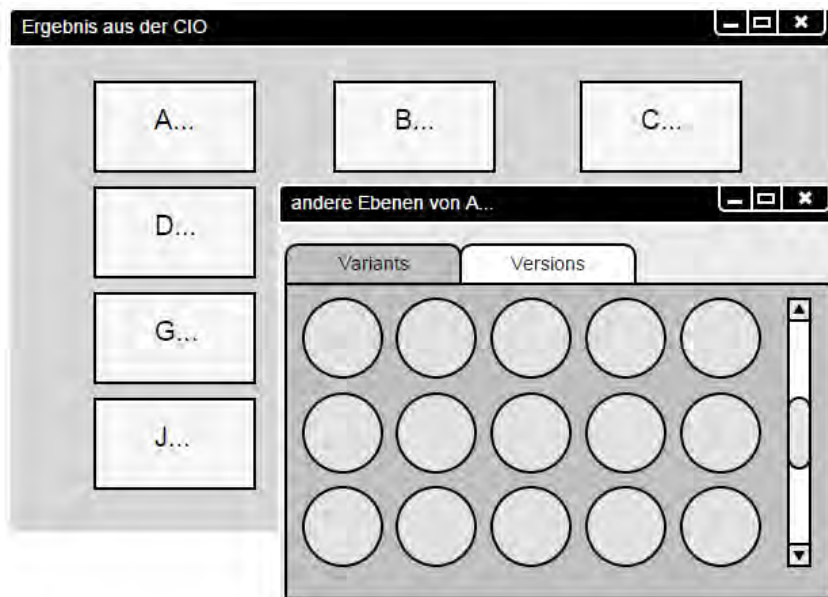 Ergebnis aus der CIO
A... B... C...
D...
andere Ebenen von A...
Variants Versions
G...
J...